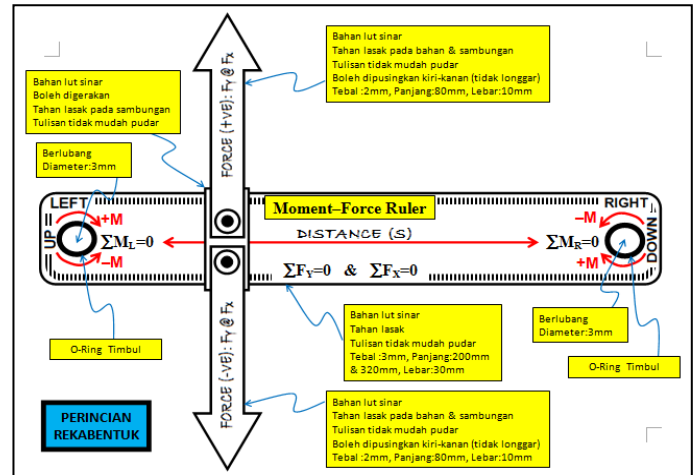 Bahan lut sinar
Tahan lasak pada bahan & sambungan
Tulisan tidak mudah pudar
Boleh dipusingkan kiri-kanan (tidak longgar)
Tebal :2mm, Panjang:80mm, Lebar:10mm
Bahan lut sinar
Boleh digerakan
Tahan lasak pada sambungan
Tulisan tidak mudah pudar
FORCE (+VE): Fy @ Fx
Berlubang
Diameter:3mm
LEFT
RIGHT
Moment–Force Ruler
+M
–M
UP
ΣML=0
DISTANCE (S)
ΣMR=0
DOWN
–M
+M
ΣFY=0 & ΣFX=0
FORCE (-VE): Fy @ Fx
O-Ring Timbul
Bahan lut sinar
Tahan lasak
Tulisan tidak mudah pudar
Tebal :3mm, Panjang:200mm
& 320mm, Lebar:30mm
Berlubang
Diameter:3mm
O-Ring Timbul
Bahan lut sinar
Tahan lasak pada bahan & sambungan
Tulisan tidak mudah pudar
Boleh dipusingkan kiri-kanan (tidak longgar)
Tebal :2mm, Panjang:80mm, Lebar:10mm
PERINCIAN
REKABENTUK